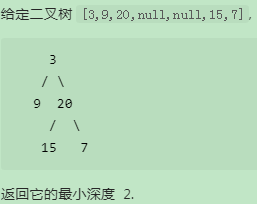 给定二叉树 [3,9,20,null,null,15,7],
3
/ \
9 20
/ \
15 7
返回它的最小深度 2.